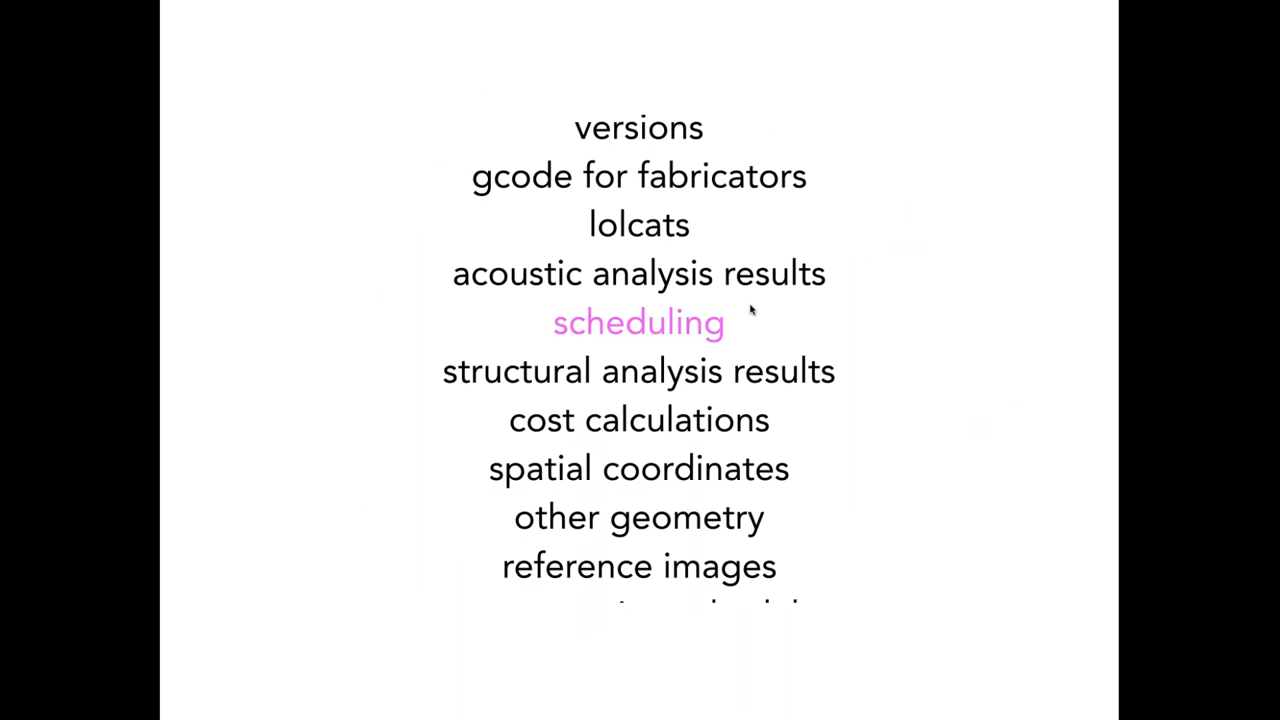 versions
gcode for fabricators
lolcats
acoustic analysis results
scheduling
structural analysis results
cost calculations
spatial coordinates
other geometry
reference images